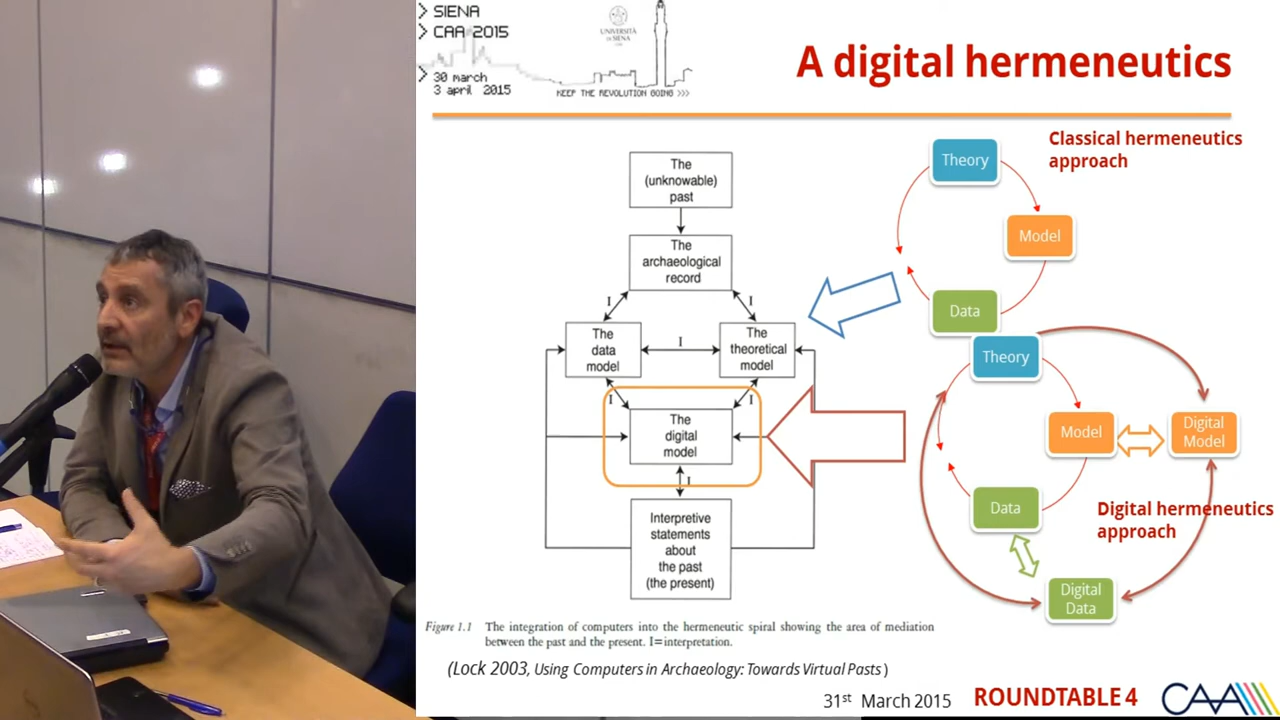 SIENA
CAA 2015
30 march
3 april 2015
UNIVERSITÀ
DI SIENA
KEEP THE REVOLUTION GOING >>>
A digital hermeneutics
The
(unknowable)
past
The
archaeological
record
I
I
The
data
model
I
The
theoretical
model
I
I
The
digital
model
I
Interpretive
statements
about
the past
(the present)
Figure 1.1 The integration of computers into the hermeneutic spiral showing the area of mediation
between the past and the present. I=interpretation.
(Lock 2003, Using Computers in Archaeology: Towards Virtual Pasts )
Classical hermeneutics
approach
Theory
Model
Data
Theory
Model
Digital
Model
Data
Digital hermeneutics
approach
Digital
Data
31st March 2015
ROUNDTABLE 4
CAA